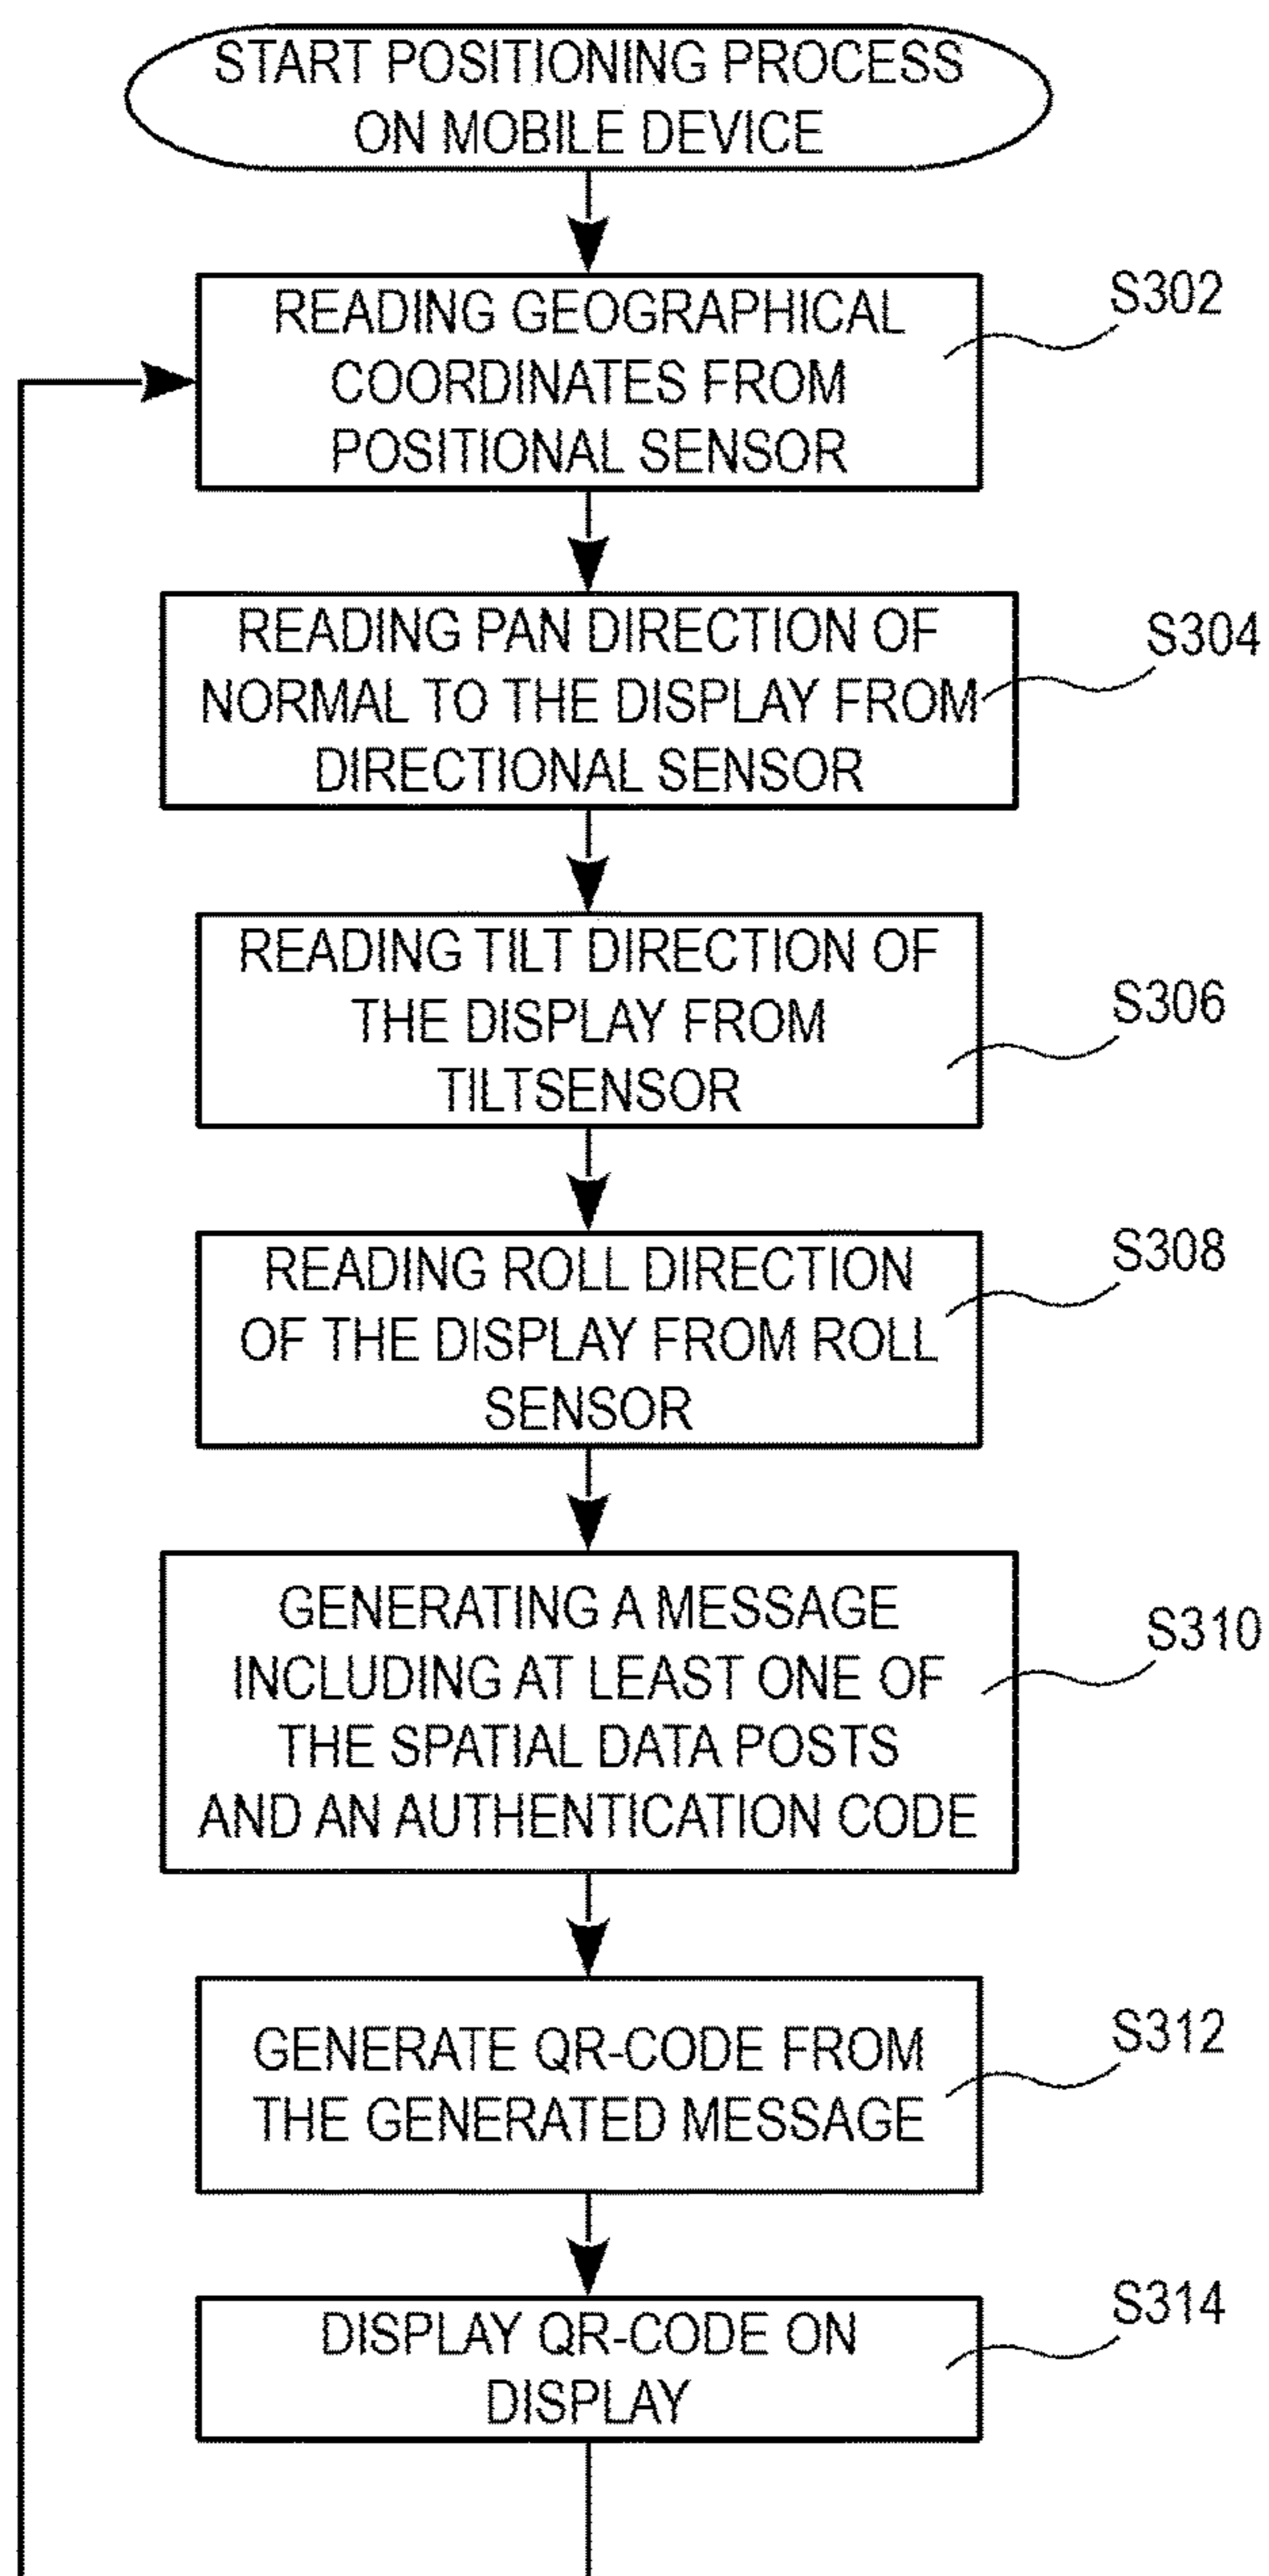 START POSITIONING PROCESS
ON MOBILE DEVICE
READING GEOGRAPHICAL
COORDINATES FROM
POSITIONAL SENSOR
S302
READING PAN DIRECTION OF
NORMAL TO THE DISPLAY FROM
DIRECTIONAL SENSOR
S304
READING TILT DIRECTION OF
THE DISPLAY FROM
TILTSENSOR
S306
READING ROLL DIRECTION
OF THE DISPLAY FROM ROLL
SENSOR
S308
GENERATING A MESSAGE
INCLUDING AT LEAST ONE OF
THE SPATIAL DATA POSTS
AND AN AUTHENTICATION CODE
S310
GENERATE QR-CODE FROM
THE GENERATED MESSAGE
S312
DISPLAY QR-CODE ON
DISPLAY
S314